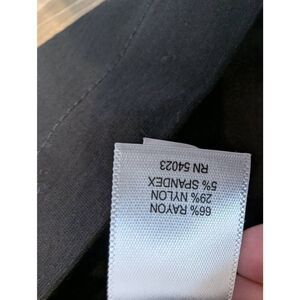 66% RAYON
29% NYLON
5% SPANDEX
RN 54023